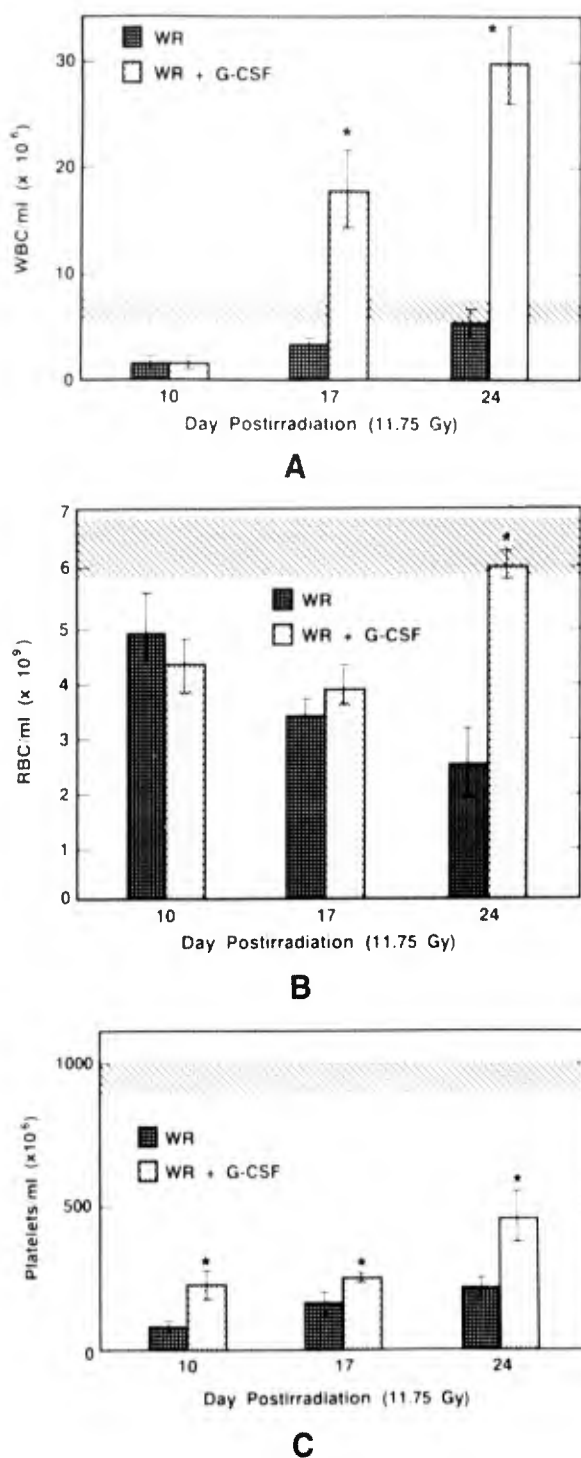 WBC/ml (x 10⁶)
30
20
10
0
WR
WR + G-CSF
*
*
10 17 24
Day Postirradiation (11.75 Gy)
A
RBC/ml (x 10⁹)
7
6
5
4
3
2
1
0
WR
WR + G-CSF
*
10 17 24
Day Postirradiation (11.75 Gy)
B
Platelets ml (x10⁶)
1000
500
0
WR
WR + G-CSF
*
*
*
10 17 24
Day Postirradiation (11.75 Gy)
C